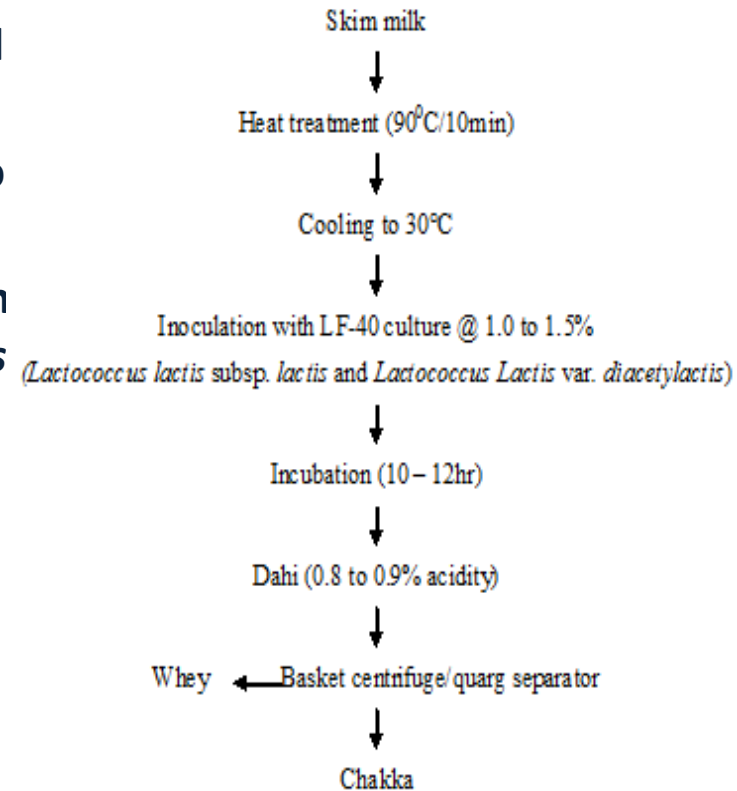 Skim milk
Heat treatment (90⁰C/10min)
Cooling to 30°C
Inoculation with LF-40 culture @ 1.0 to 1.5%
(Lactococcus lactis subsp. lactis and Lactococcus Lactis var. diacetylactis)
Incubation (10 – 12hr)
Dahi (0.8 to 0.9% acidity)
Whey Basket centrifuge/quarg separator
Chakka